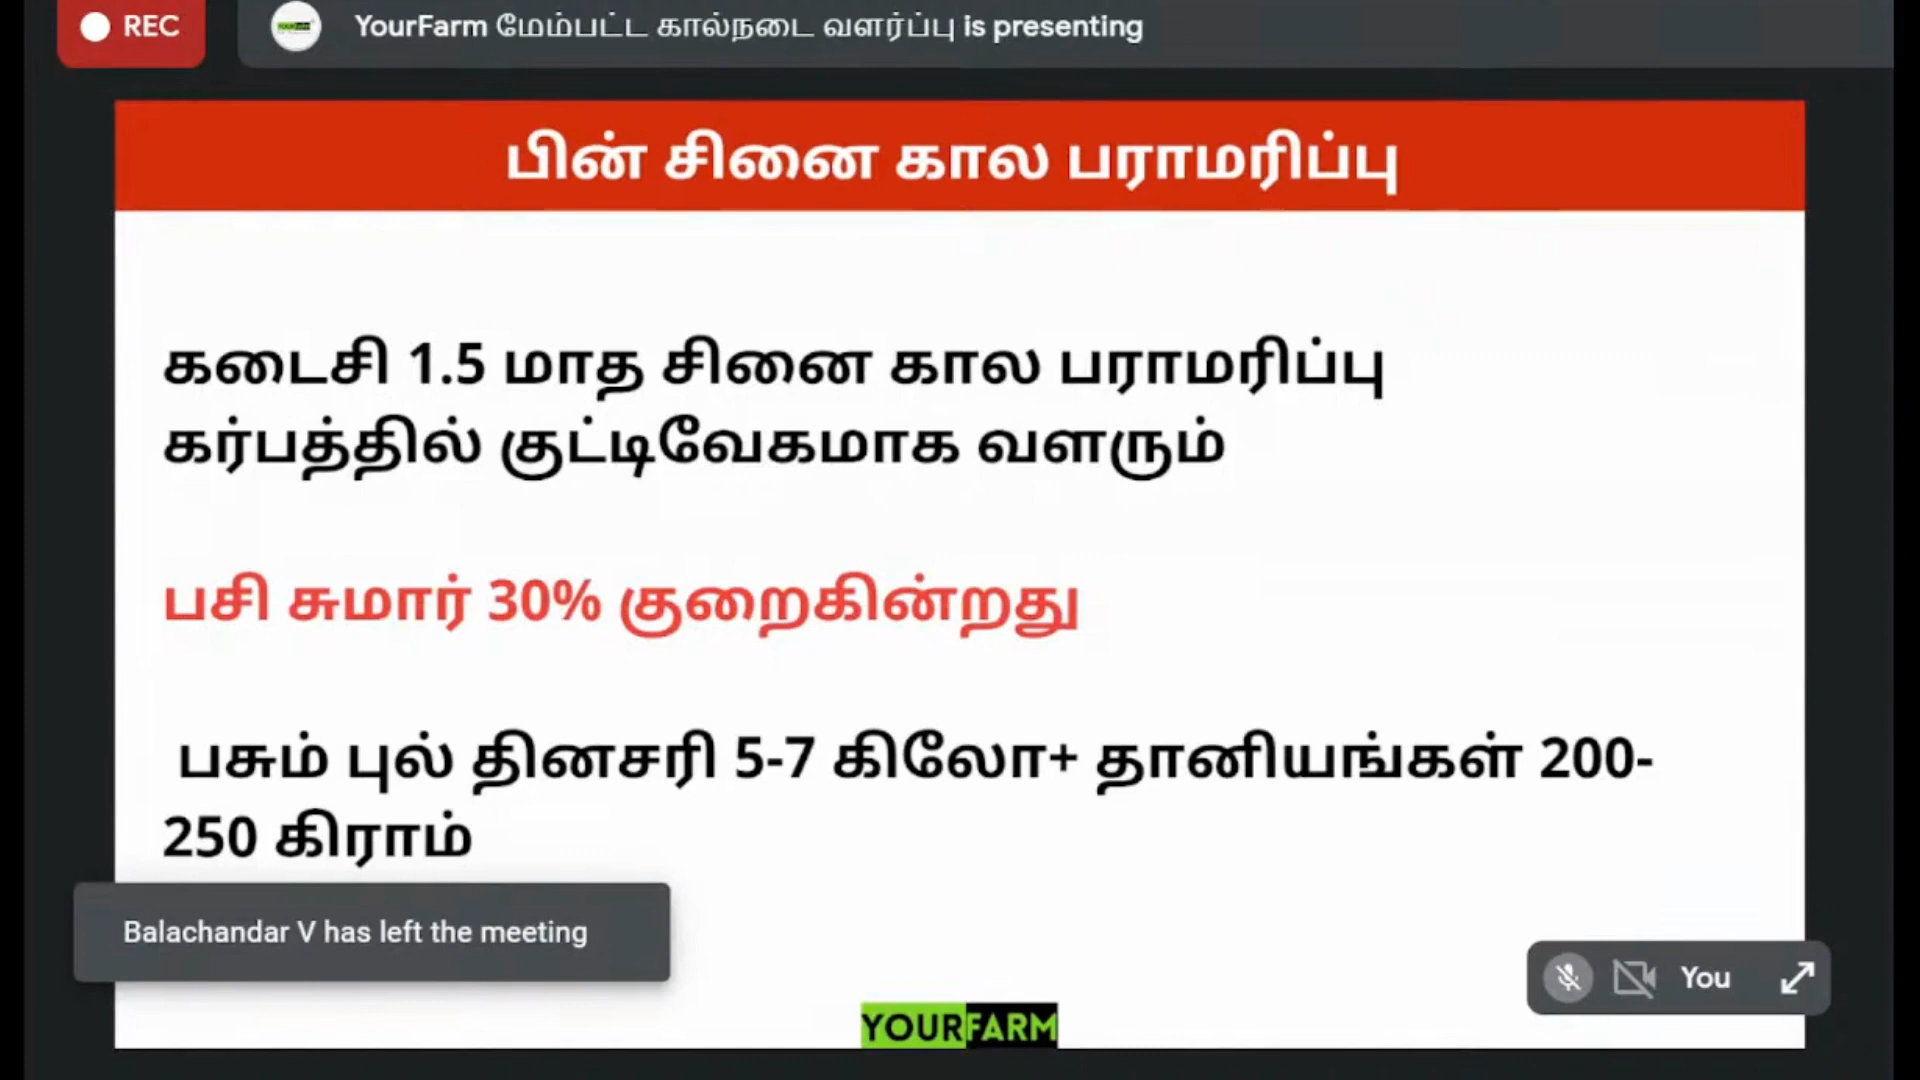 REC
YourFarm மேம்பட்ட கால்நடை வளர்ப்பு is presenting
பின் சினை கால பராமரிப்பு
கடைசி 1.5 மாத சினை கால பராமரிப்பு
கர்பத்தில் குட்டிவேகமாக வளரும்
பசி சுமார் 30% குறைகின்றது
பசும் புல் தினசரி 5-7 கிலோ+ தானியங்கள் 200-
250 கிராம்
Balachandar V has left the meeting
You
YOURFARM